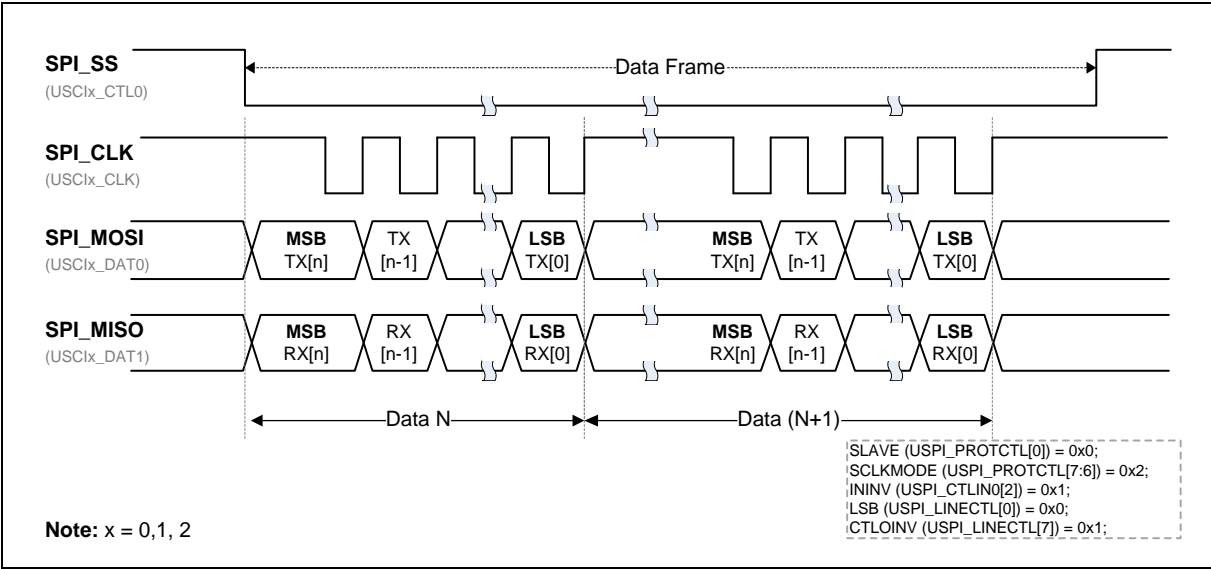 SPI_SS
(USCIx_CTL0)
Data Frame
SPI_CLK
(USCIx_CLK)
SPI_MOSI
(USCIx_DAT0)
MSB
TX[n]
TX
[n-1]
LSB
TX[0]
MSB
TX[n]
TX
[n-1]
LSB
TX[0]
SPI_MISO
(USCIx_DAT1)
MSB
RX[n]
RX
[n-1]
LSB
RX[0]
MSB
RX[n]
RX
[n-1]
LSB
RX[0]
Data N
Data (N+1)
SLAVE (USPI_PROTCTL[0]) = 0x0;
SCLKMODE (USPI_PROTCTL[7:6]) = 0x2;
ININV (USPI_CTLIN0[2]) = 0x1;
LSB (USPI_LINECTL[0]) = 0x0;
CTLOINV (USPI_LINECTL[7]) = 0x1;
Note: x = 0,1, 2